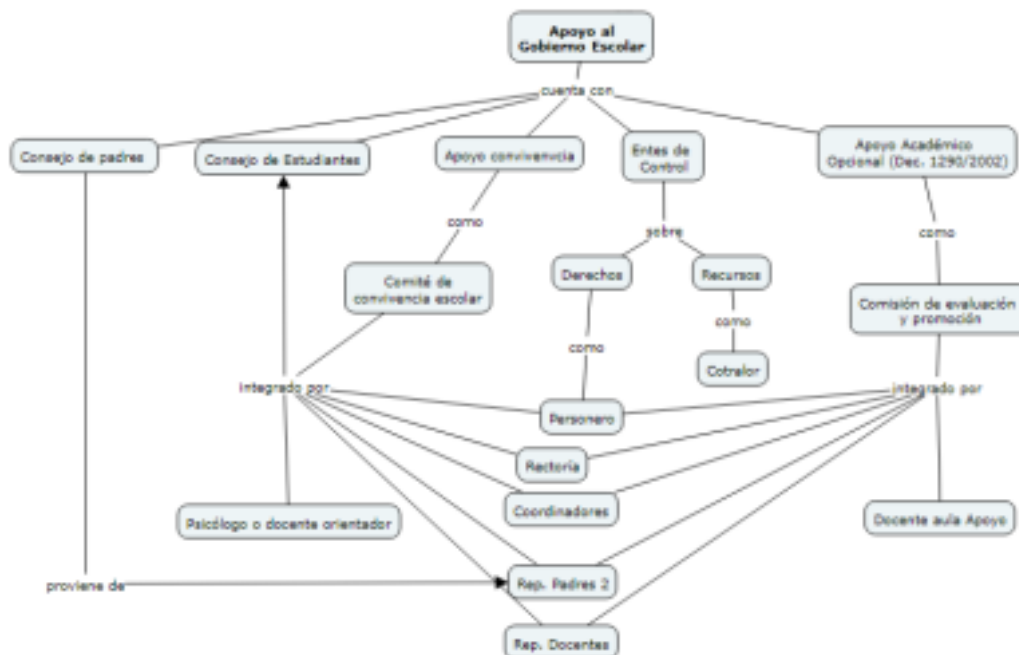 Apoyo al
Gobierno Escolar
cuenta con
Consejo de padres
Consejo de Estudiantes
Apoyo convivenvcia
Entes de
Control
Apoyo Académico
Opcional (Dec. 1290/2002)
como
sobre
como
Comité de
convivencia escolar
Derechos
Recursos
Comisión de evaluación
y promoción
como
como
Cotralor
Integrado por
integrado por
Personero
Rectoría
Coordinadores
Psicólogo o docente orientador
Docente aula Apoyo
proviene de
Rep. Padres 2
Rep. Docentes